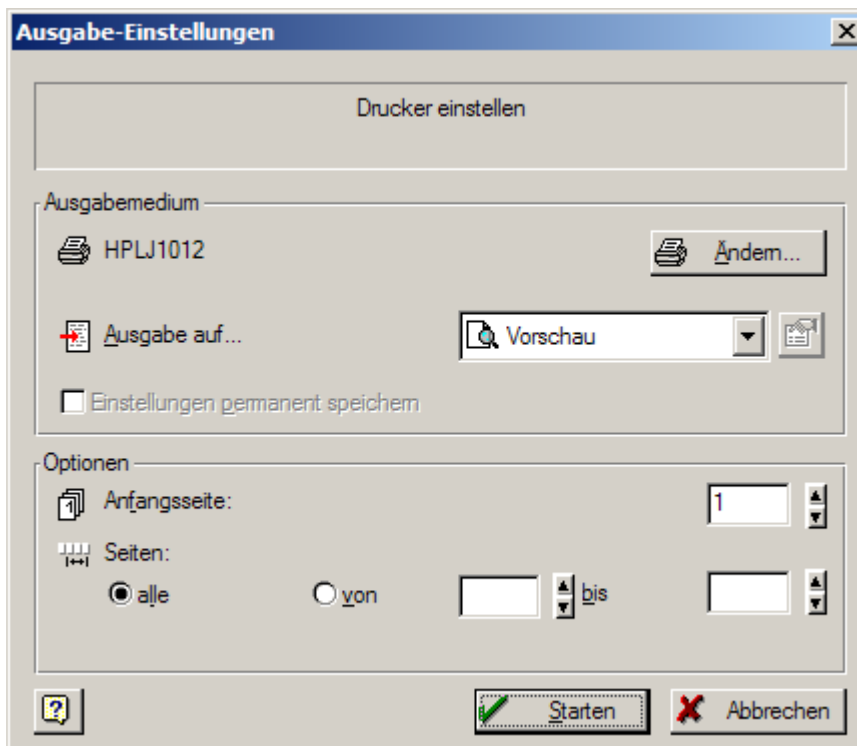 Ausgabe-Einstellungen
Drucker einstellen
Ausgabemedium
HPLJ1012 Ändern...
Ausgabe auf... Vorschau
Einstellungen permanent speichern
Optionen
Anfangsseite: 1
Seiten:
alle von bis
Starten Abbrechen